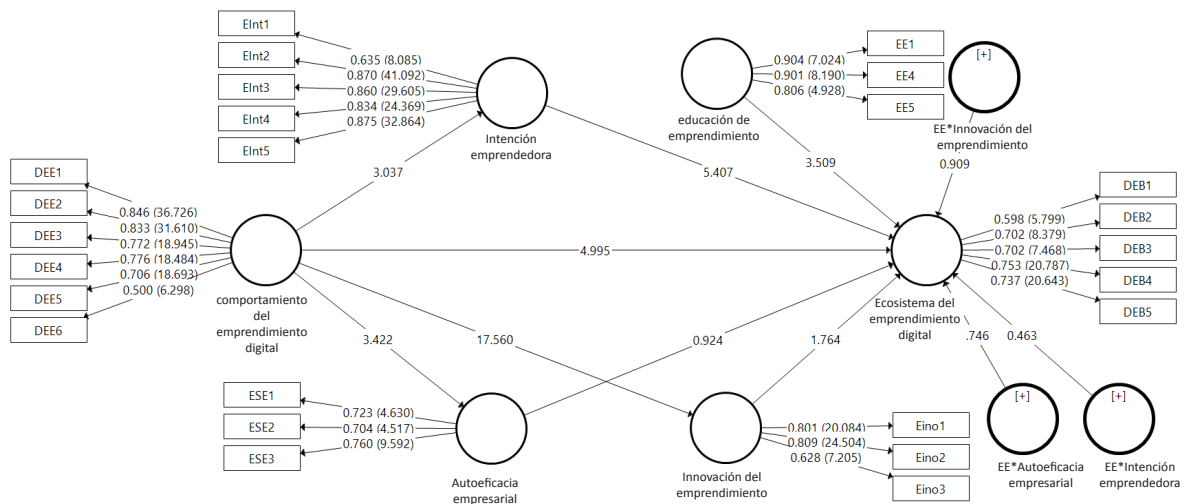 EInt1
EInt2
EInt3
EInt4
EInt5
0.635 (8.085)
0.870 (41.092)
0.860 (29.605)
0.834 (24.369)
0.875 (32.864)
Intención
emprendedora
educación de
emprendimiento
0.904 (7.024)
0.901 (8.190)
0.806 (4.928)
EE1
EE4
EE5
[+]
EE*Innovación del
emprendimiento
3.037
5.407
3.509
0.909
DEE1
DEE2
DEE3
DEE4
DEE5
DEE6
0.846 (36.726)
0.833 (31.610)
0.772 (18.945)
0.776 (18.484)
0.706 (18.693)
0.500 (6.298)
comportamiento
del
emprendimiento
digital
4.995
Ecosistema del
emprendimiento
digital
0.598 (5.799)
0.702 (8.379)
0.702 (7.468)
0.753 (20.787)
0.737 (20.643)
DEB1
DEB2
DEB3
DEB4
DEB5
3.422
17.560
0.924
1.764
.746
0.463
ESE1
ESE2
ESE3
0.723 (4.630)
0.704 (4.517)
0.760 (9.592)
Autoeficacia
empresarial
Innovación del
emprendimiento
0.801 (20.084)
0.809 (24.504)
0.628 (7.205)
Eino1
Eino2
Eino3
[+]
EE*Autoeficacia
empresarial
[+]
EE*Intención
emprendedora